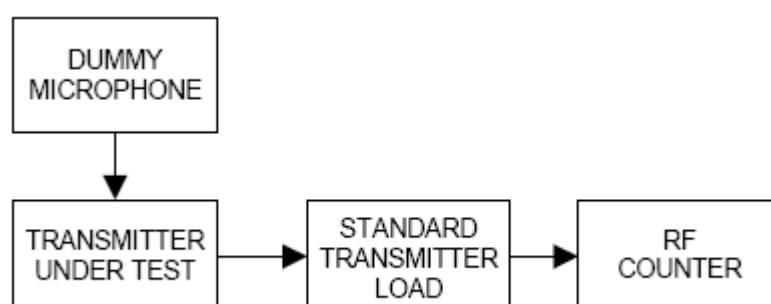 DUMMY
MICROPHONE
TRANSMITTER
UNDER TEST
STANDARD
TRANSMITTER
LOAD
RF
COUNTER